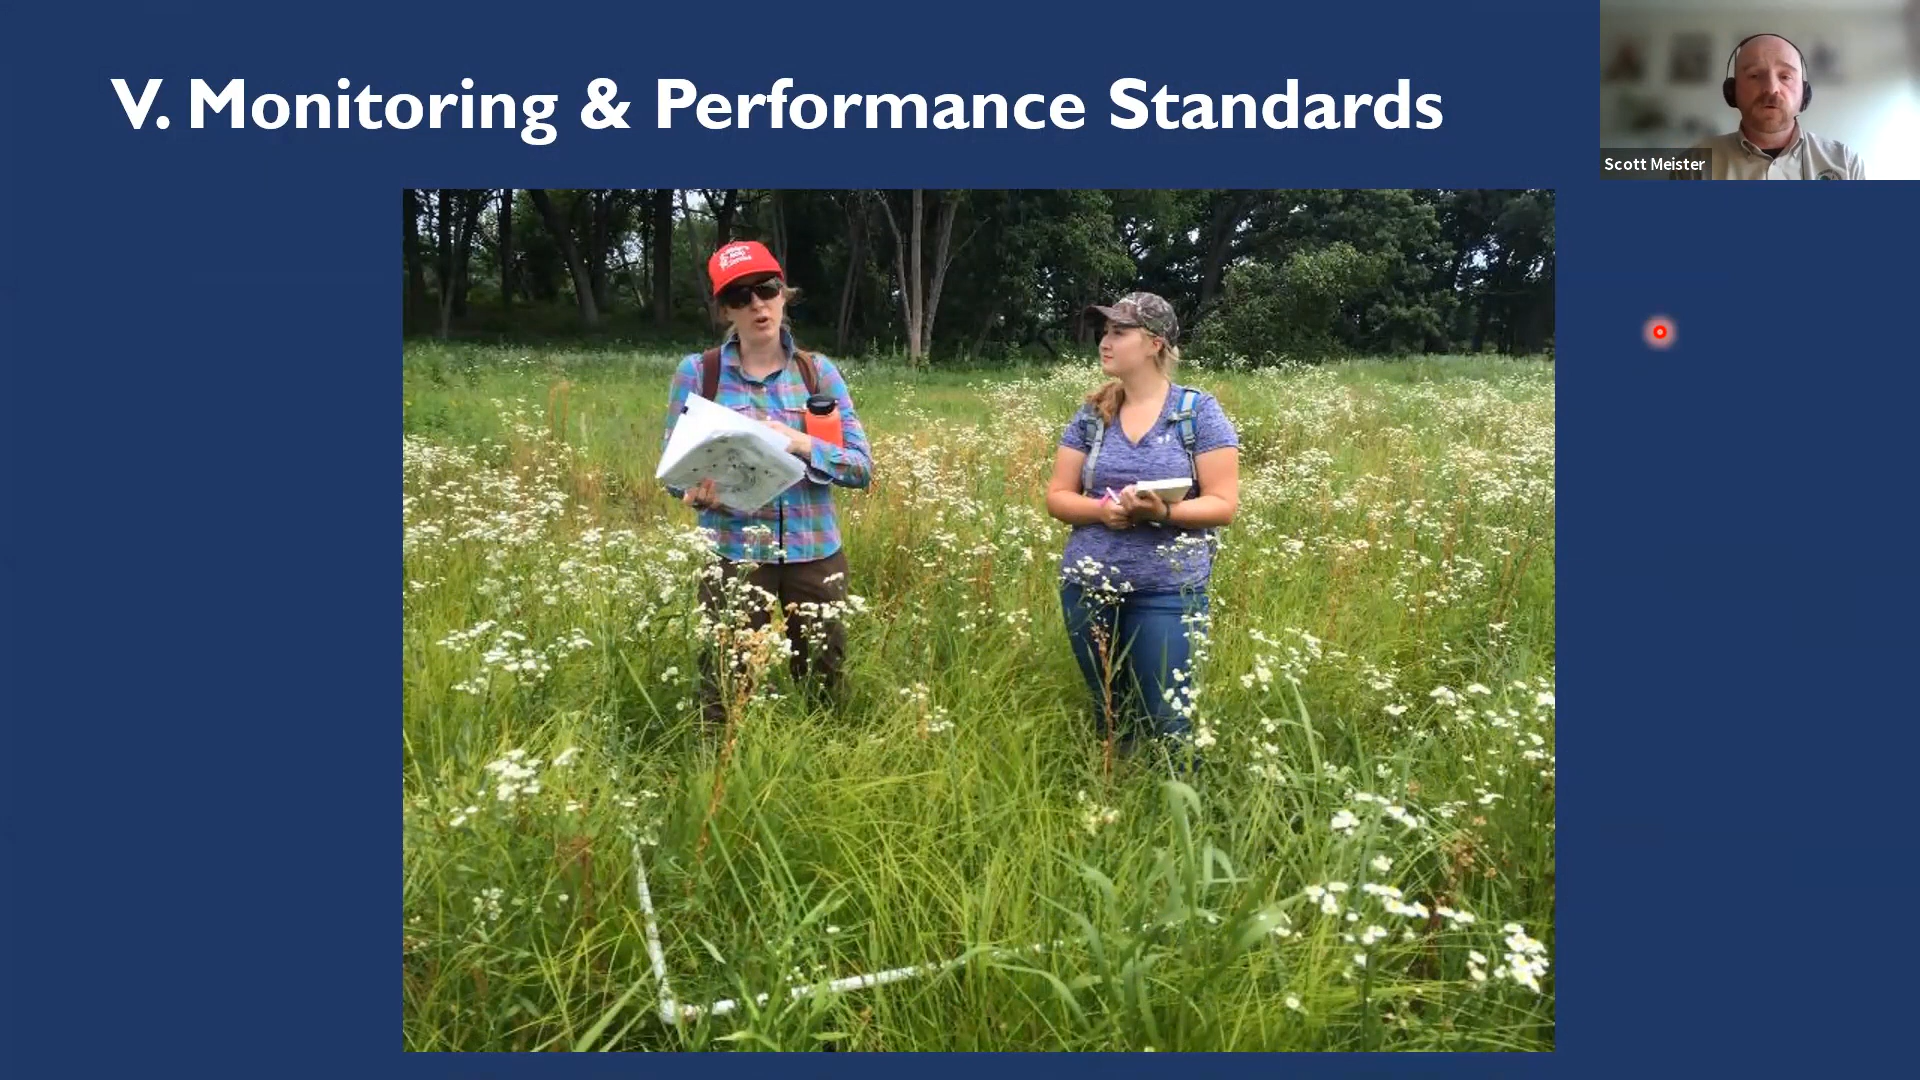 V. Monitoring & Performance Standards
Scott Meister